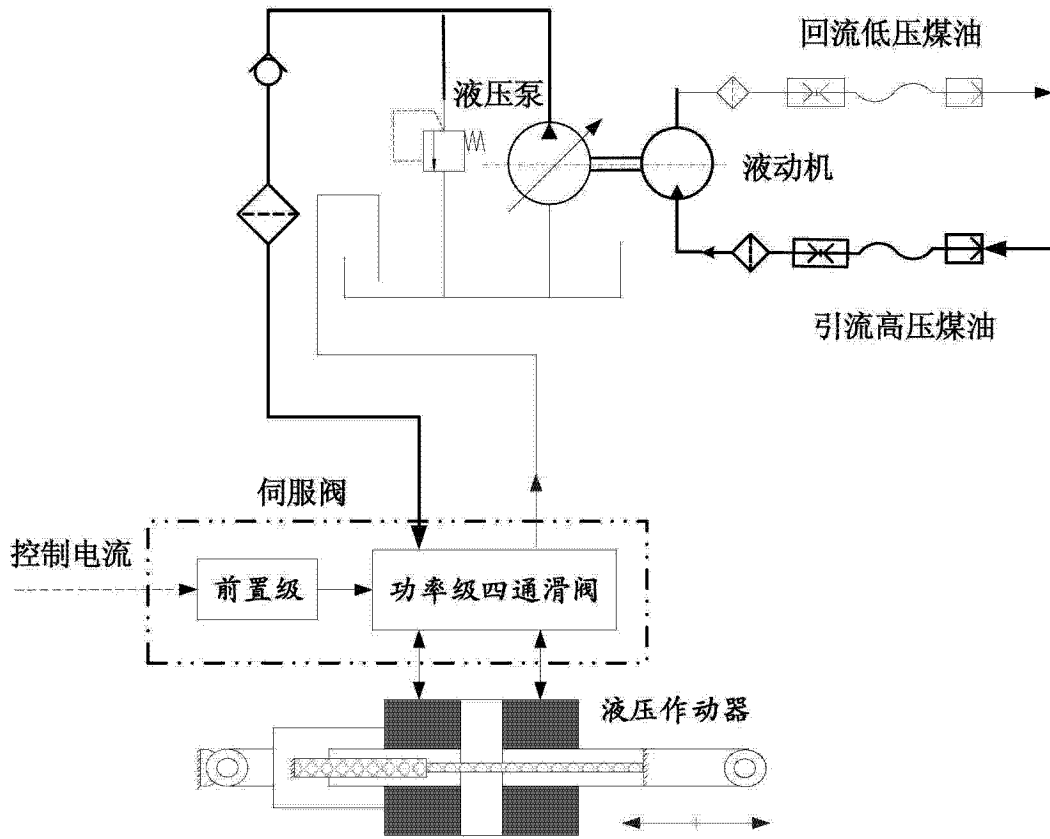 回流低压煤油
液压泵
液动机
引流高压煤油
伺服阀
控制电流
前置级
功率级四通滑阀
液压作动器